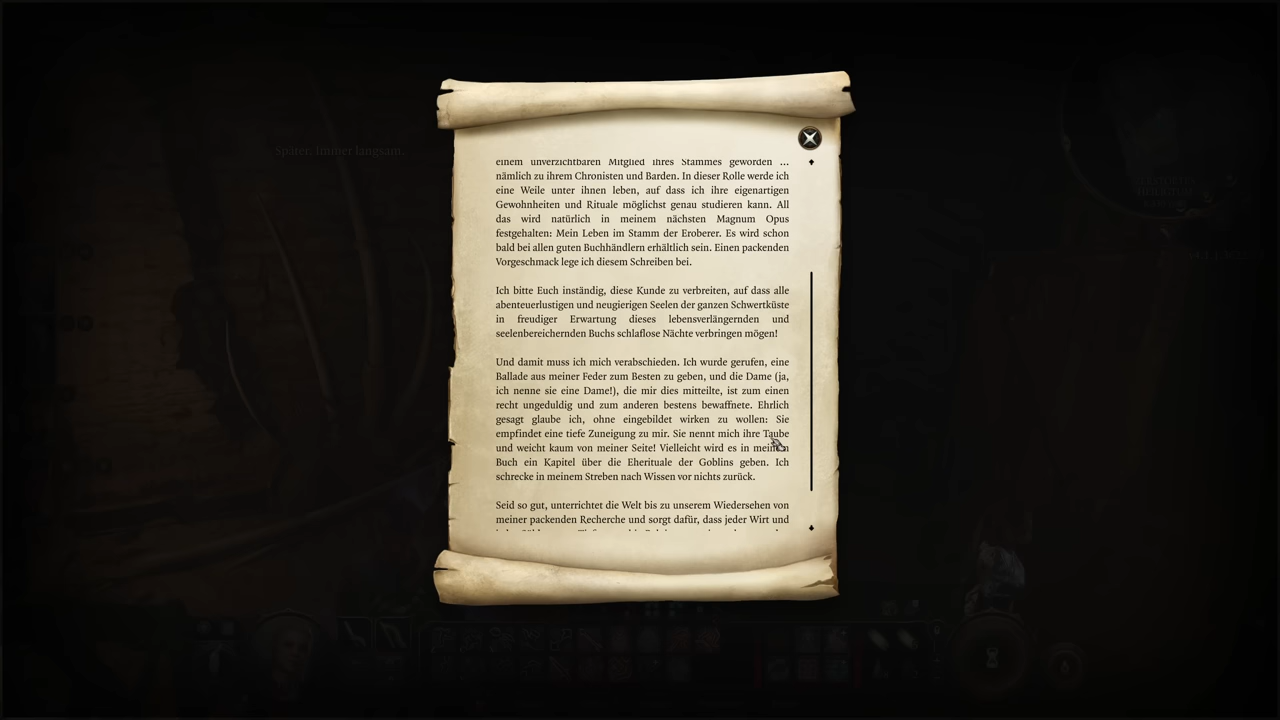 Später: Immer langsam.
einem unverzichtbaren Mitglied ihres Stammes geworden ...
nämlich zu ihrem Chronisten und Barden. In dieser Rolle werde ich
eine Weile unter ihnen leben, auf dass ich ihre eigenartigen
Gewohnheiten und Rituale möglichst genau studieren kann. All
das wird natürlich in meinem nächsten Magnum Opus
festgehalten: Mein Leben im Stamm der Eroberer. Es wird schon
bald bei allen guten Buchhändlern erhältlich sein. Einen packenden
Vorgeschmack lege ich diesem Schreiben bei.
Ich bitte Euch inständig, diese Kunde zu verbreiten, auf dass alle
abenteuerlustigen und neugierigen Seelen der ganzen Schwertküste
in freudiger Erwartung dieses lebensverlängernden und
seelenbereichernden Buchs schlaflose Nächte verbringen mögen!
Und damit muss ich mich verabschieden. Ich wurde gerufen, eine
Ballade aus meiner Feder zum Besten zu geben, und die Dame (ja,
ich nenne sie eine Dame!), die mir dies mitteilte, ist zum einen
recht ungeduldig und zum anderen bestens bewaffnete. Ehrlich
gesagt glaube ich, ohne eingebildet wirken zu wollen: Sie
empfindet eine tiefe Zuneigung zu mir. Sie nennt mich ihre Taube
und weicht kaum von meiner Seite! Vielleicht wird es in meinem
Buch ein Kapitel über die Eherituale der Goblins geben. Ich
schrecke in meinem Streben nach Wissen vor nichts zurück.
Seid so gut, unterrichtet die Welt bis zu unserem Wiedersehen von
meiner packenden Recherche und sorgt dafür, dass jeder Wirt und